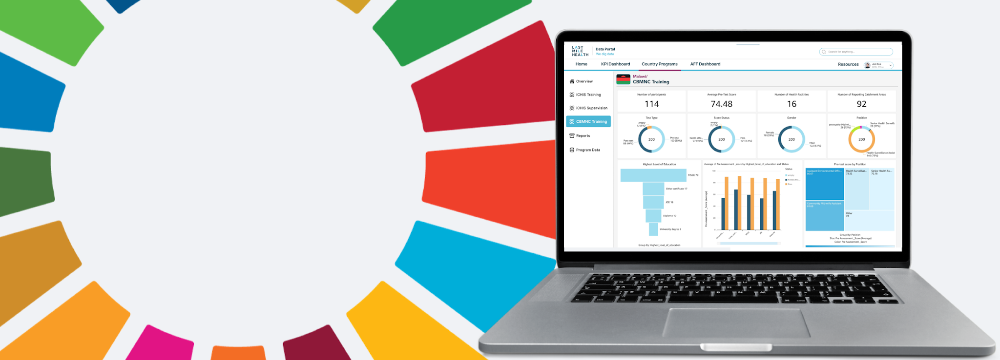 LAST
MILE
HEALTH
Data Portal
We dig data
Search for anything...
Home
KPI Dashboard
Country Programs
AFF Dashboard
Resources
Jon Doe
Overview
iCHIS Training
iCHIS Supervision
CBMNC Training
Reports
Program Data
Malawi/
CBMNC Training
Number of participants
114
Average Pre-Test Score
74.48
Number of Health Facilities
16
Number of Reporting Catchment Areas
92
Test Type
empty
12 (6%)
Post-test
88 (44%)
200
Pre-test
100 (50%)
Score Status
empty
2 (1%)
Needs atte...
97 (49%)
200
Pass
101 (51%)
Gender
Female
78 (39%)
200
Male
122 (61%)
Position
ommunity Mid-wi...
26 (13%)
Senior Health Surveill
22 (11%)
200
Health Surveillance Assist
146 (73%)
Highest Level of Education
MSCE 70
Other certificate 17
JCE 16
Diploma 10
University degree 2
Group By: Highest_level_of_education
Average of Pre Assessment _score by Highest_level_of_education and Status
Pre Assessment _Score (Average)
100
80
60
40
20
0
MSCE
JCE
Status
empty
Needs atte...
Pass
Pre-test score by Position
Assistant Environmental Offic...
86.67
Health Surveillan...
73.52
Senior Health Su...
72.18
Community Mid-wife Assistant
81.09
Other
72
Group By: Position
Size: Pre Assessment _Score (Average)
Color: Pre Assessment _Score